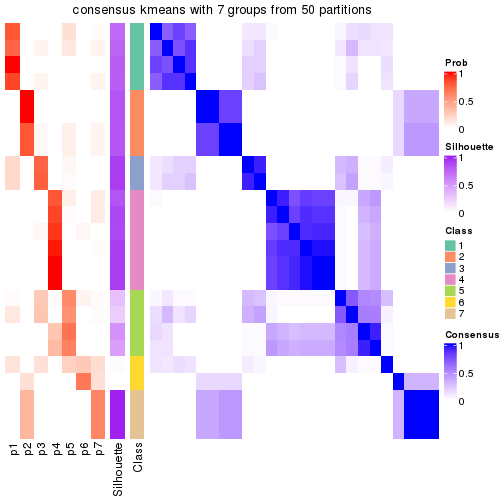 consensus kmeans with 7 groups from 50 partitions
Prob
1
0.5
0
Silhouette
1
0.5
0
Class
1
2
3
4
5
6
7
Consensus
1
0.5
0
p1
p2
p3
p4
p5
p6
p7
Silhouette
Class